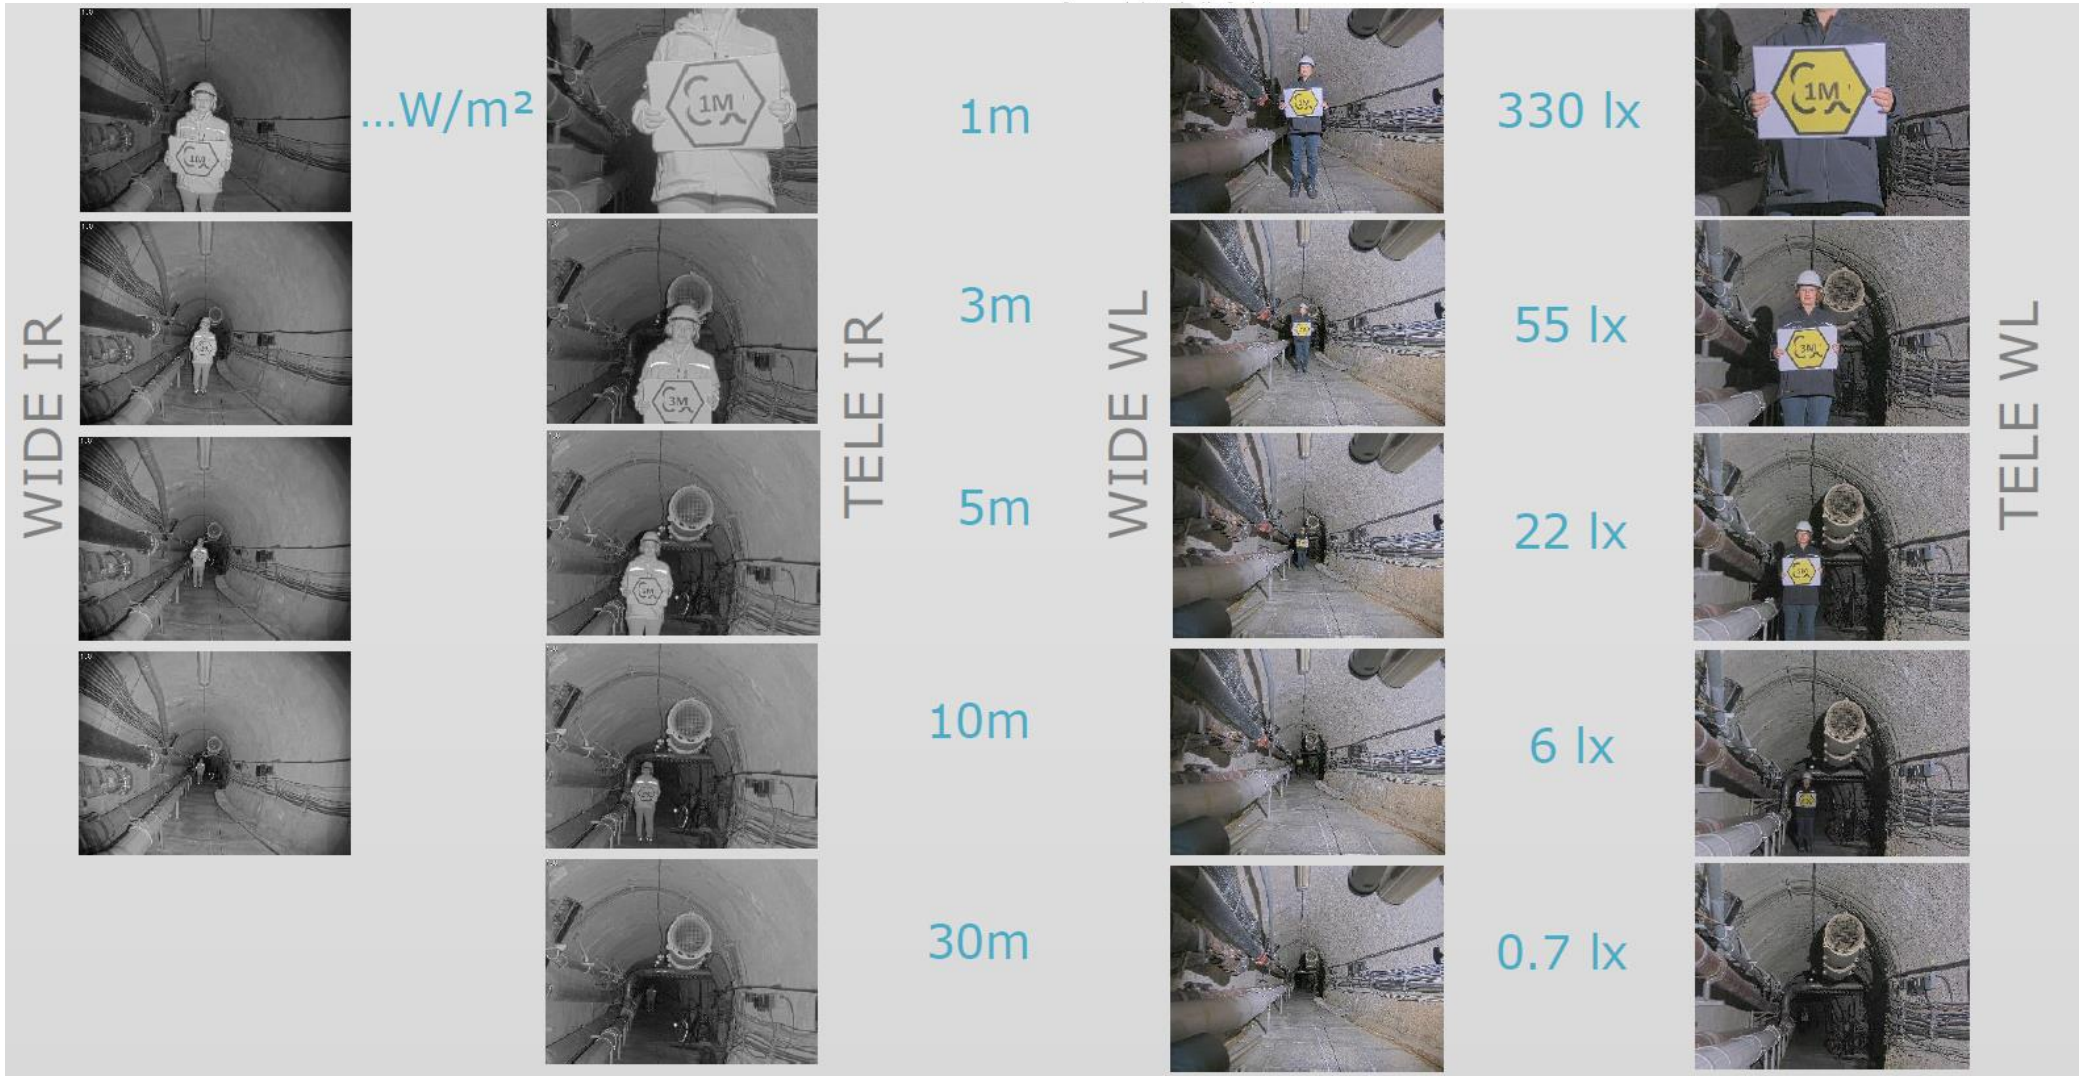 WIDE IR
...W/m²
TELE IR
1m
3m
5m
10m
30m
WIDE WL
330 lx
55 lx
22 lx
6 lx
0.7 lx
TELE WL
1M
1M
1M
3M
3M